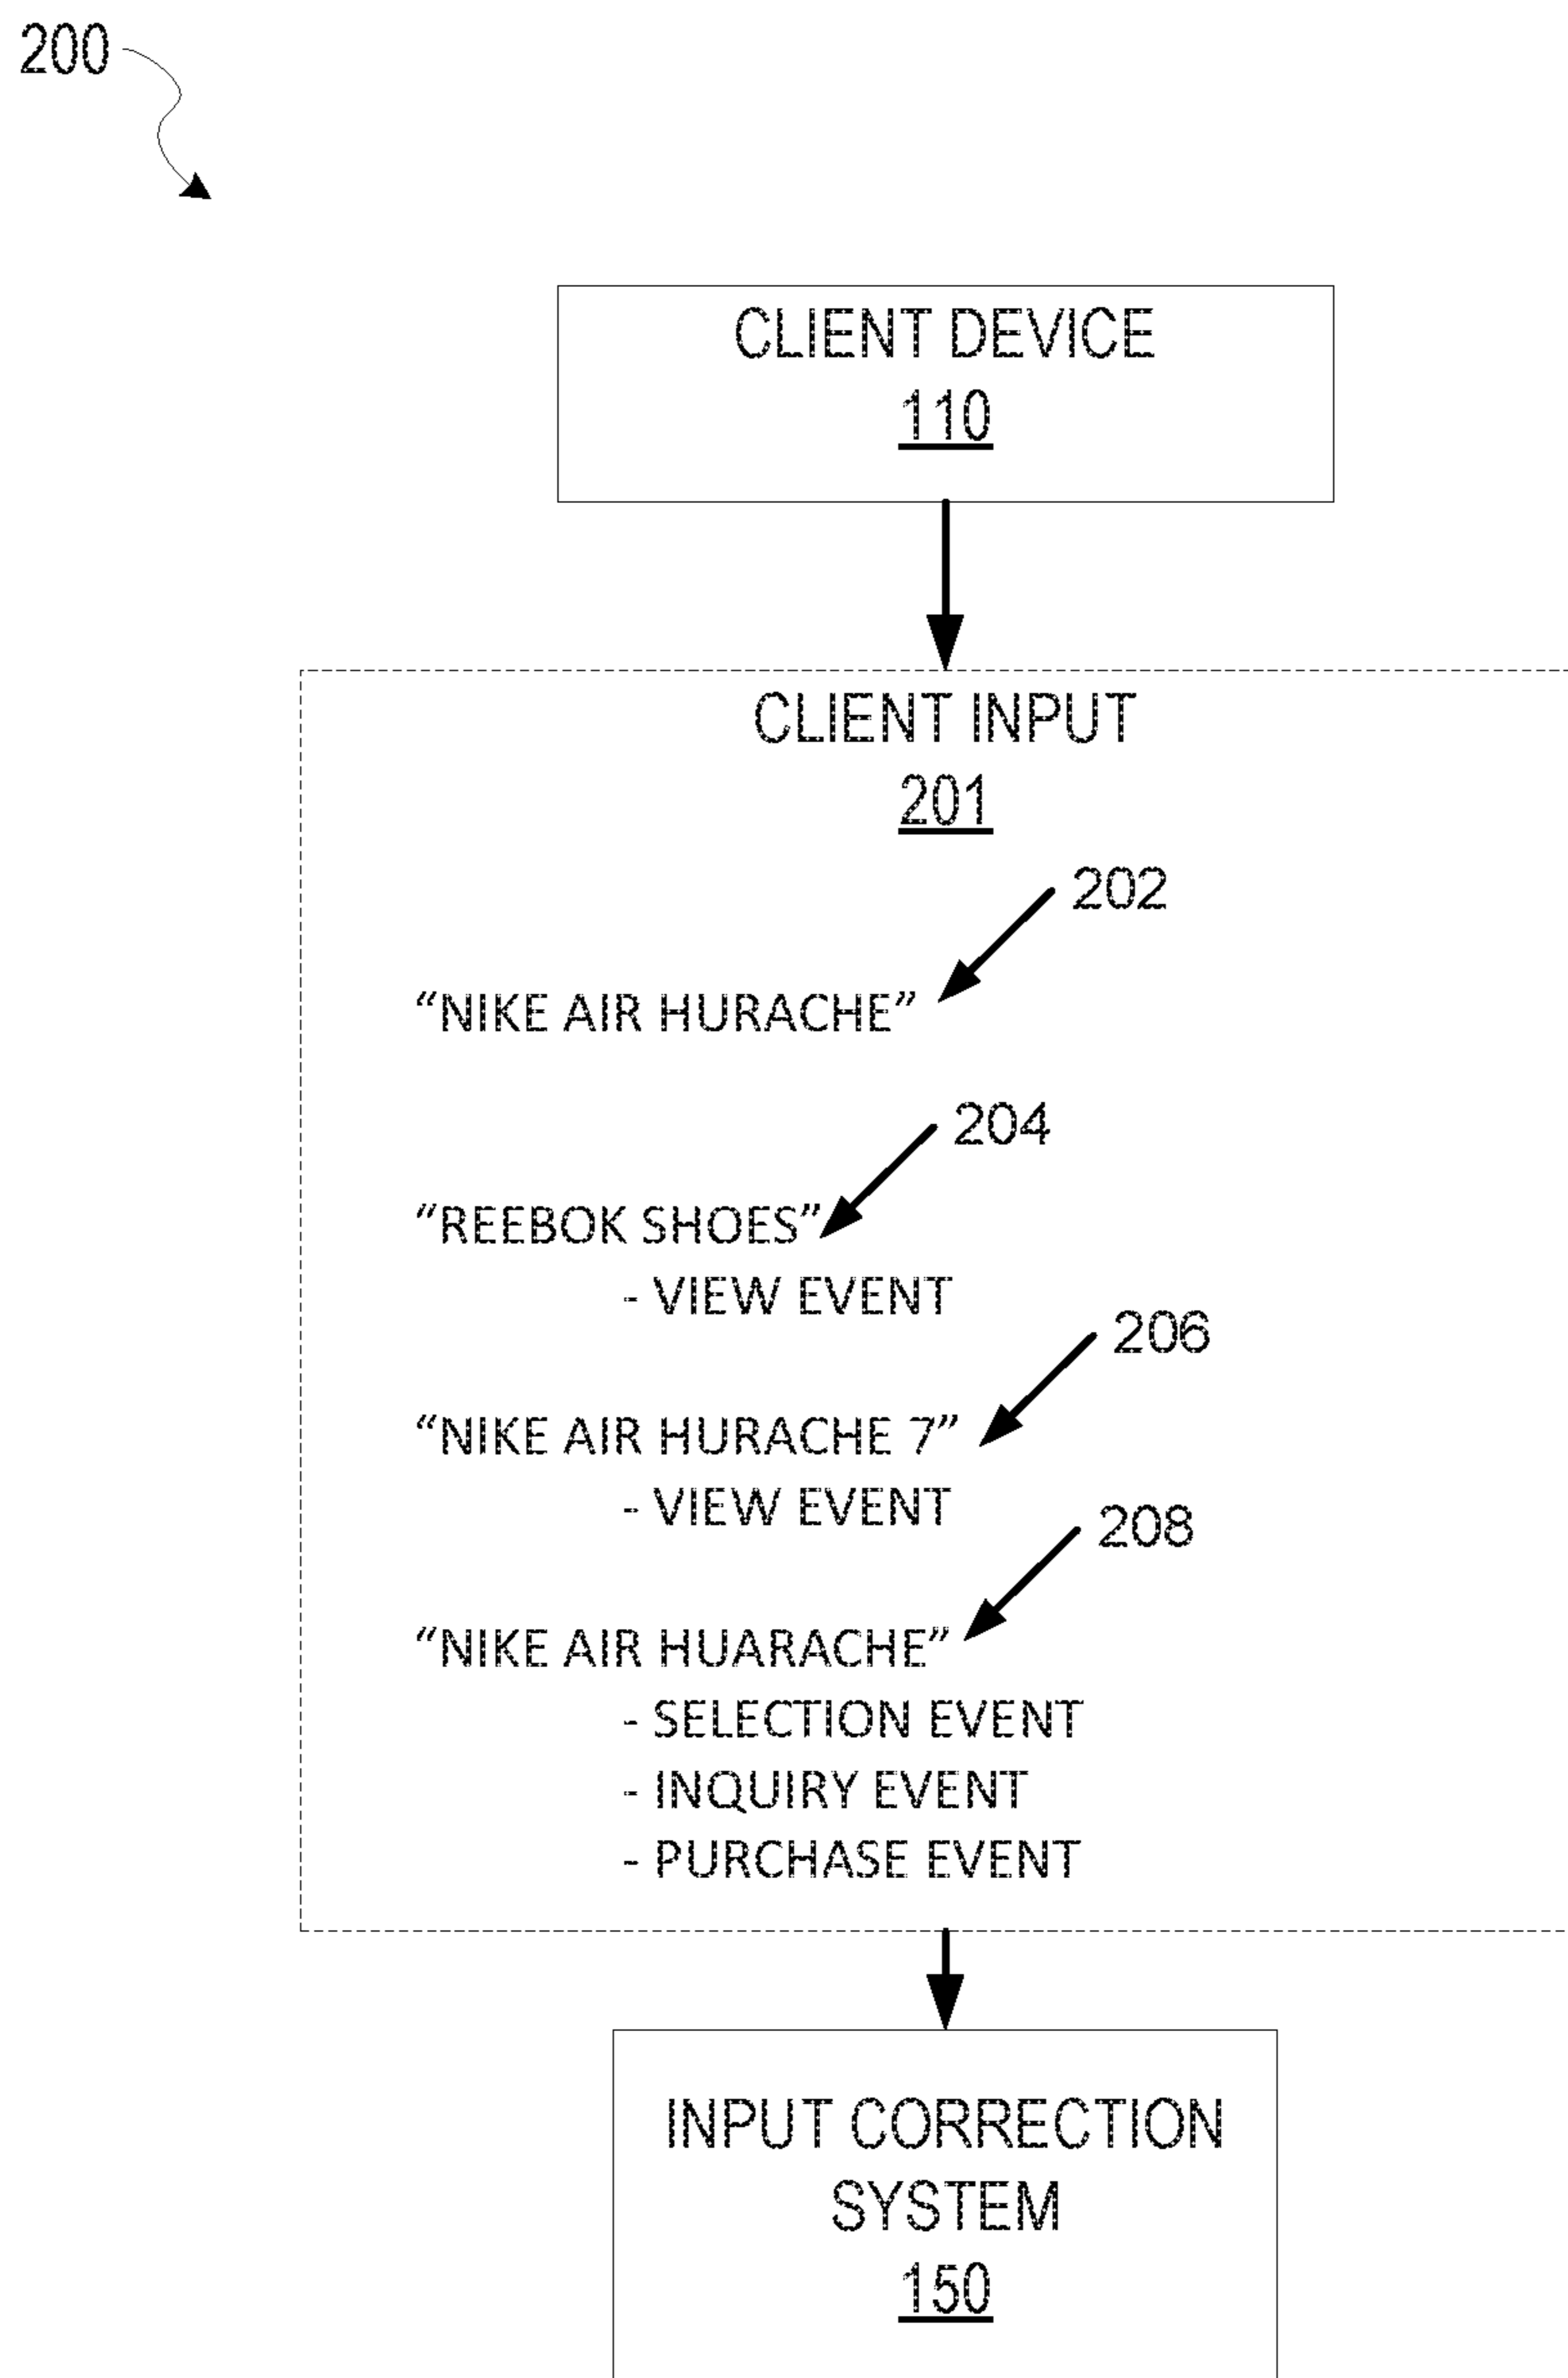 200
CLIENT DEVICE
110
CLIENT INPUT
201
202
“NIKE AIR HURACHE”
204
“REEBOK SHOES”
- VIEW EVENT
206
“NIKE AIR HURACHE 7”
- VIEW EVENT
208
“NIKE AIR HUARACHE”
- SELECTION EVENT
- INQUIRY EVENT
- PURCHASE EVENT
INPUT CORRECTION
SYSTEM
150